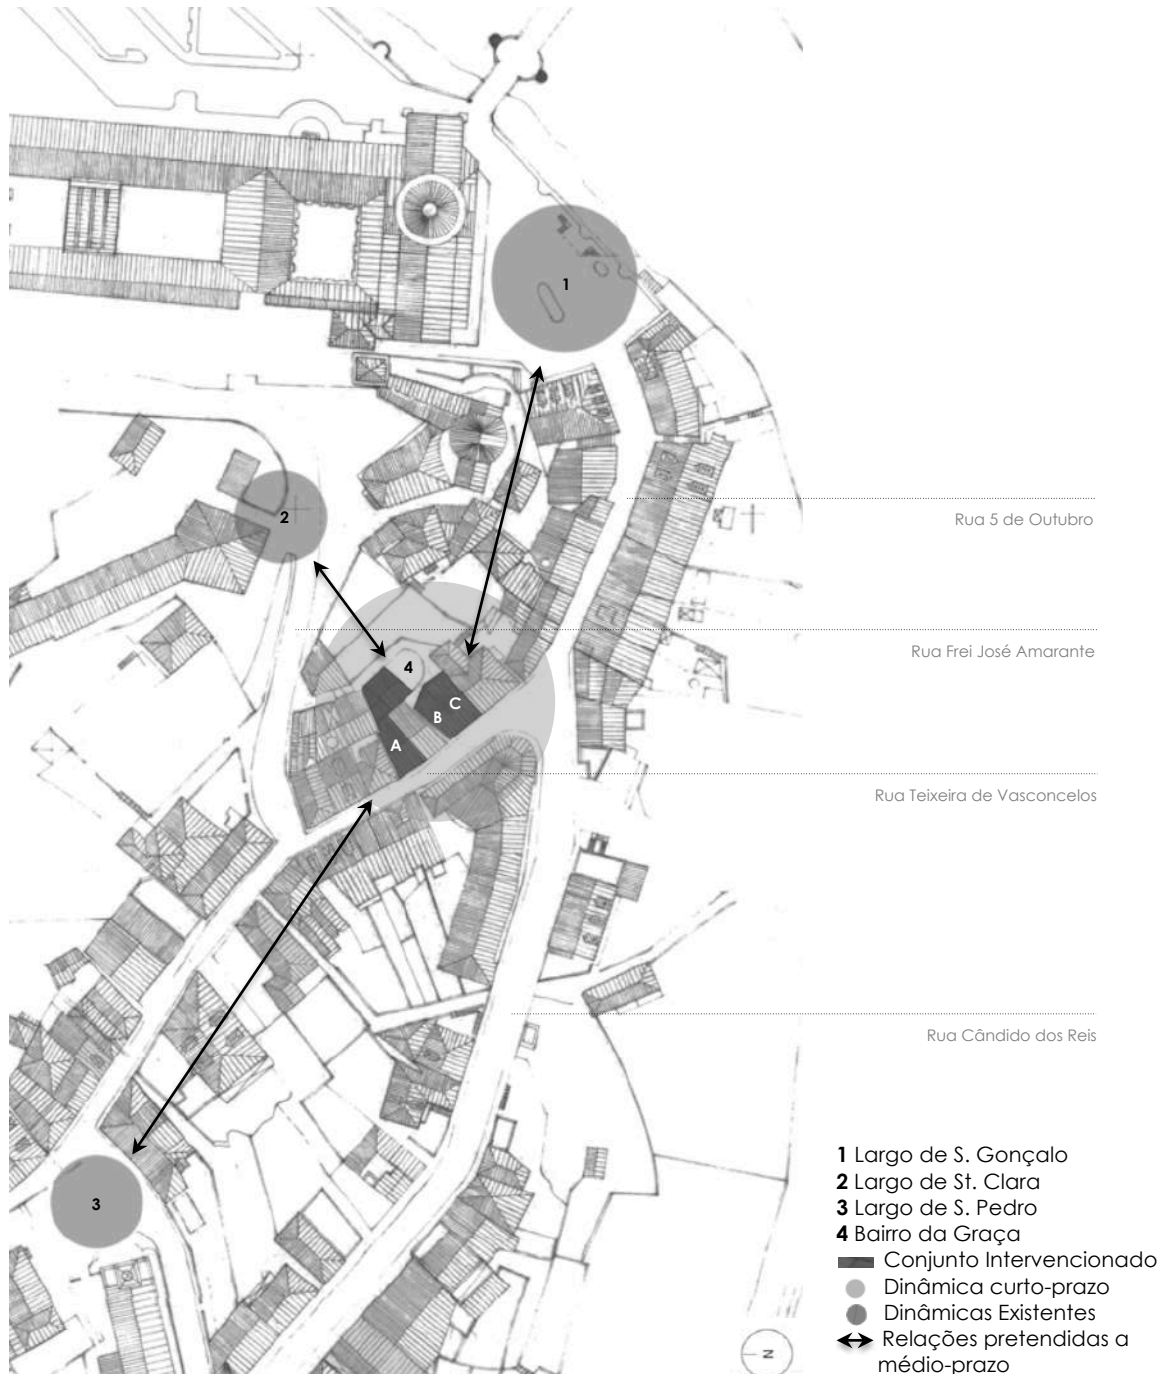 1
2
Rua 5 de Outubro
Rua Frei José Amarante
4
C
B
A
Rua Teixeira de Vasconcelos
Rua Cândido dos Reis
3
1 Largo de S. Gonçalo
2 Largo de St. Clara
3 Largo de S. Pedro
4 Bairro da Graça
Conjunto Intervencionado
Dinâmica curto-prazo
Dinâmicas Existentes
Relações pretendidas a
médio-prazo
N